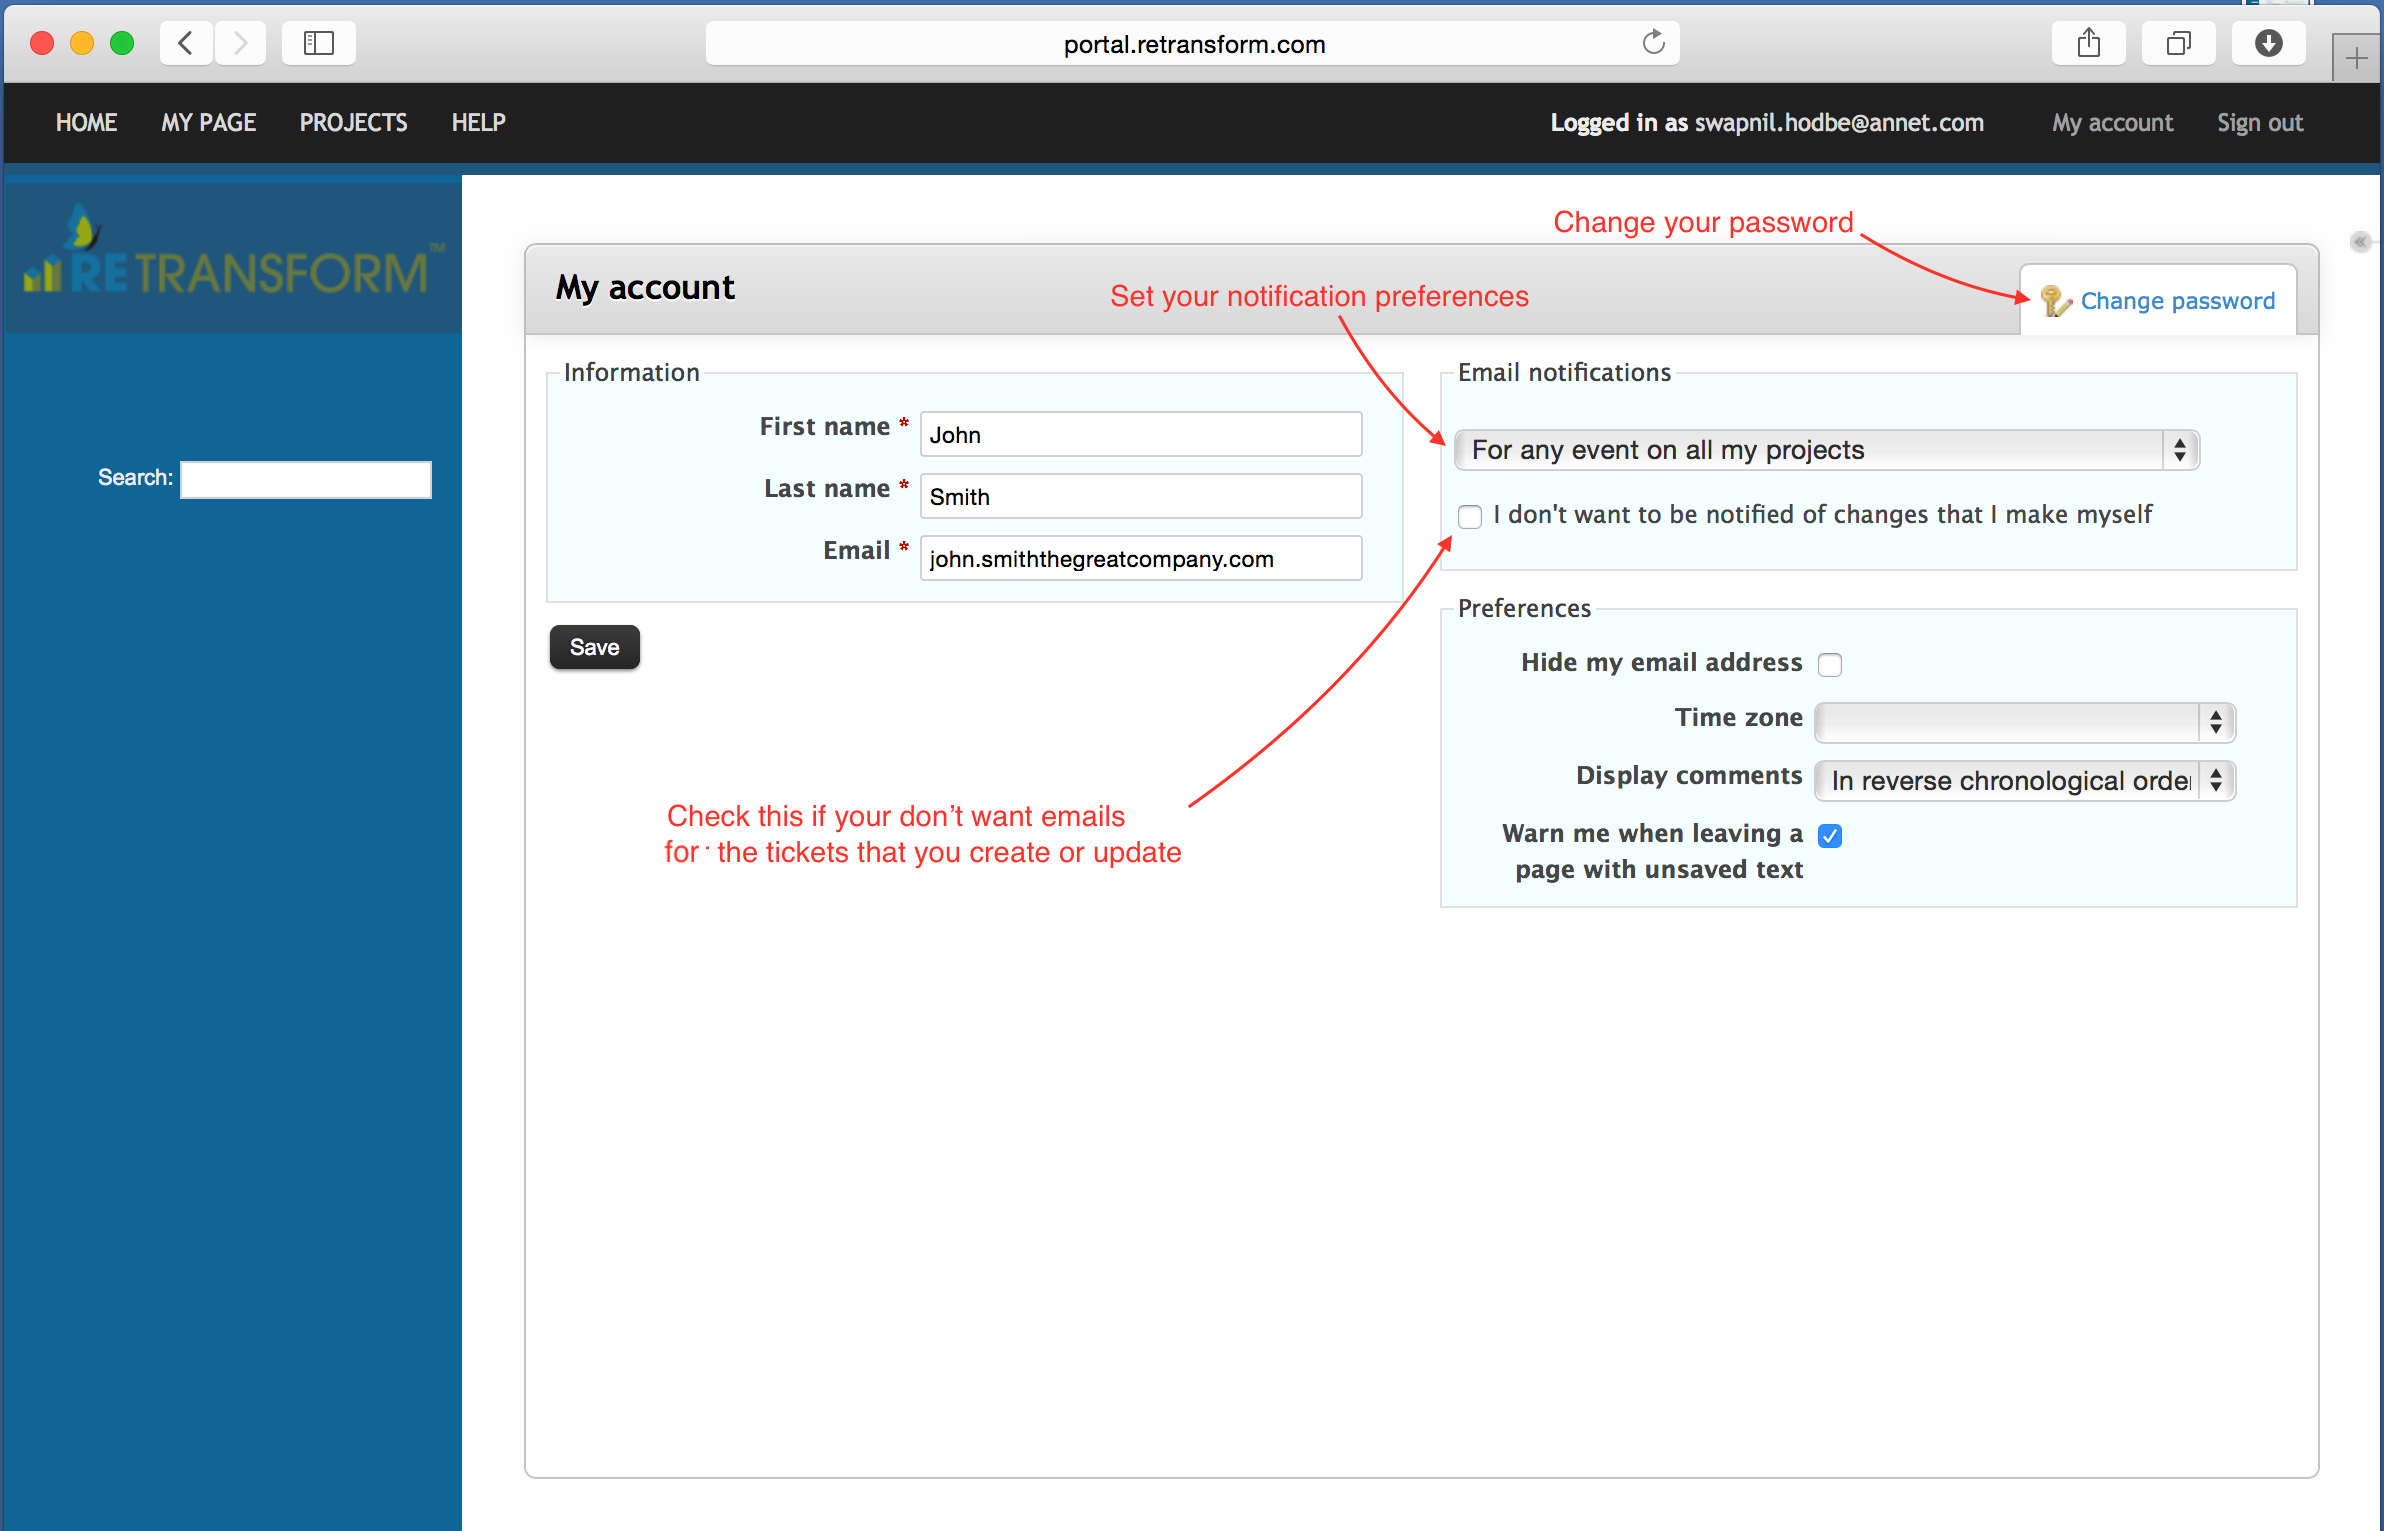 portal.retransform.com
HOME MY PAGE PROJECTS HELP Logged in as swapnil.hodbe@annet.com My account Sign out
RETRANSFORM™
Search:
Change your password
My account
Set your notification preferences
Change password
Information
First name * John
Last name * Smith
Email * john.smiththegreatcompany.com
Save
Email notifications
For any event on all my projects
I don't want to be notified of changes that I make myself
Preferences
Hide my email address
Time zone
Display comments In reverse chronological order
Warn me when leaving a
page with unsaved text
Check this if your don’t want emails
for the tickets that you create or update